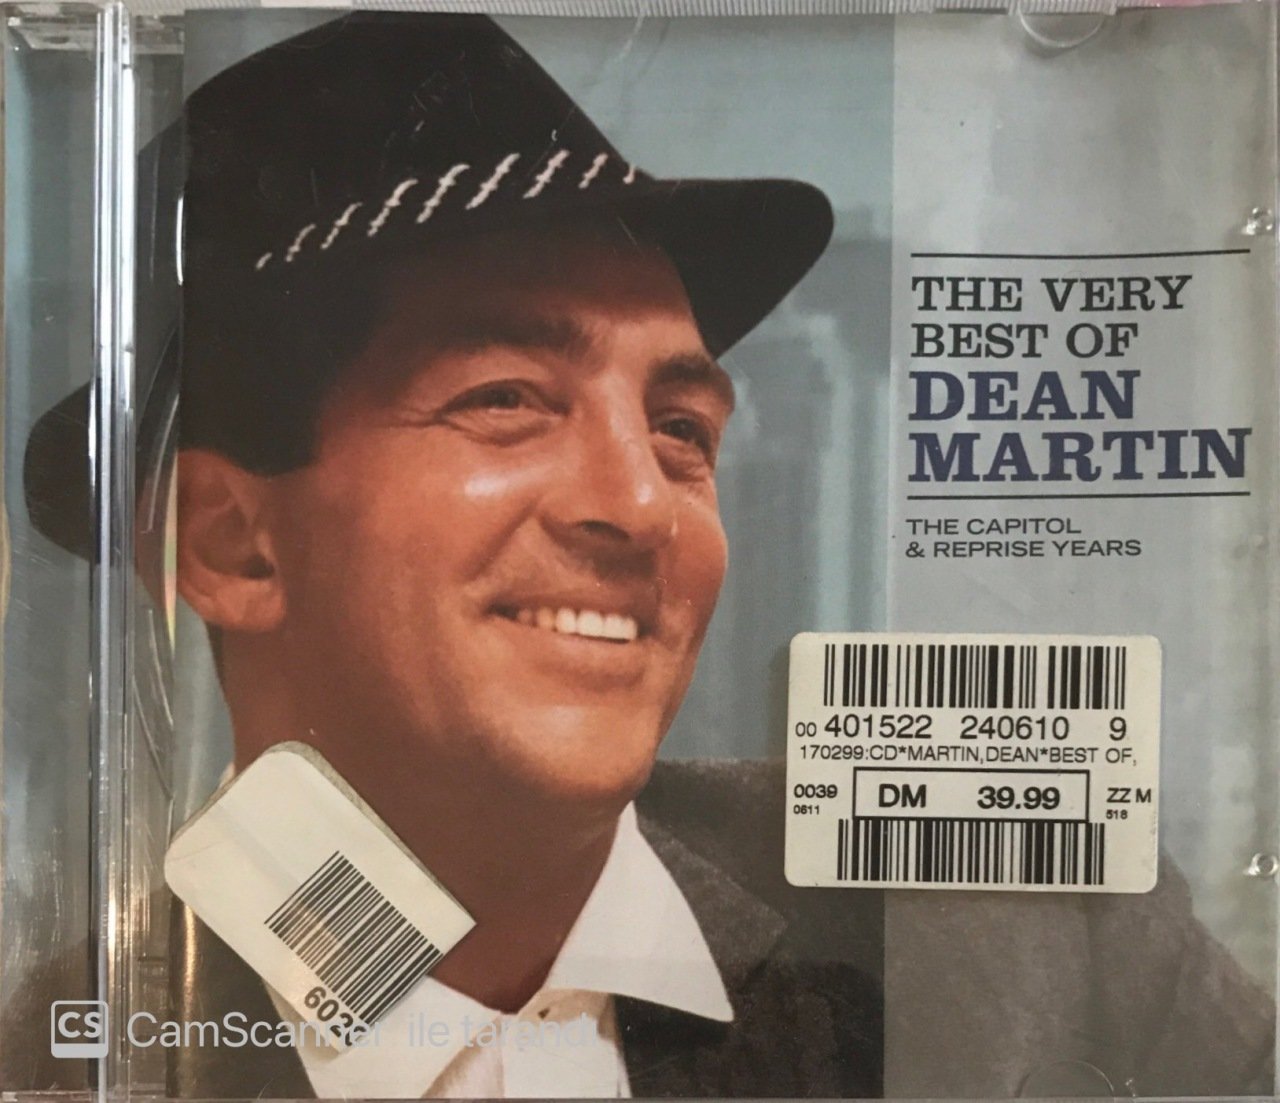 THE VERY
BEST OF
DEAN
MARTIN
THE CAPITOL
& REPRISE YEARS
00 401522 240610 9
170299:CD*MARTIN,DEAN*BEST OF,
0039 DM 39.99 ZZ M
0611 518
CS CamScanner ile tarandı